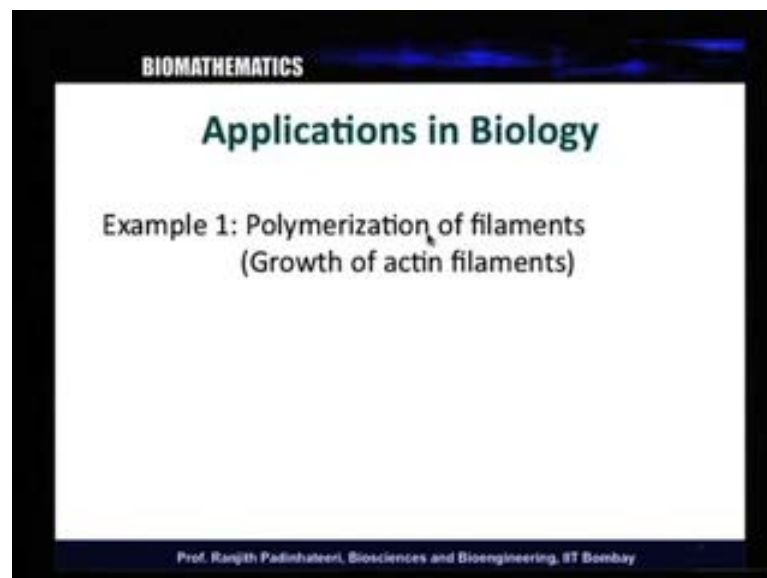 BIOMATHEMATICS
Applications in Biology
Example 1: Polymerization of filaments
(Growth of actin filaments)
Prof. Ranjith Padinhateeri, Biosciences and Bioengineering, IIT Bombay